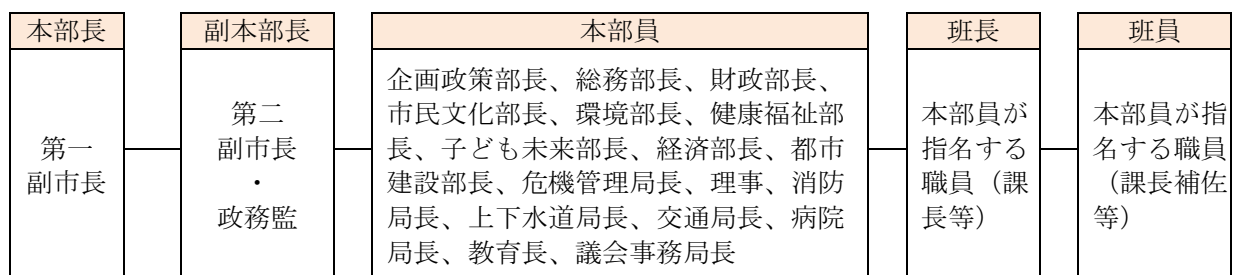 本部長
第一
副市長
副本部長
第二
副市長
・
政務監
本部員
企画政策部長、総務部長、財政部長、
市民文化部長、環境部長、健康福祉部
長、子ども未来部長、経済部長、都市
建設部長、危機管理局長、理事、消防
局長、上下水道局長、交通局長、病院
局長、教育長、議会事務局長
班長
本部員が
指名する
職員（課
長等）
班員
本部員が指
名する職員
（課長補佐
等）